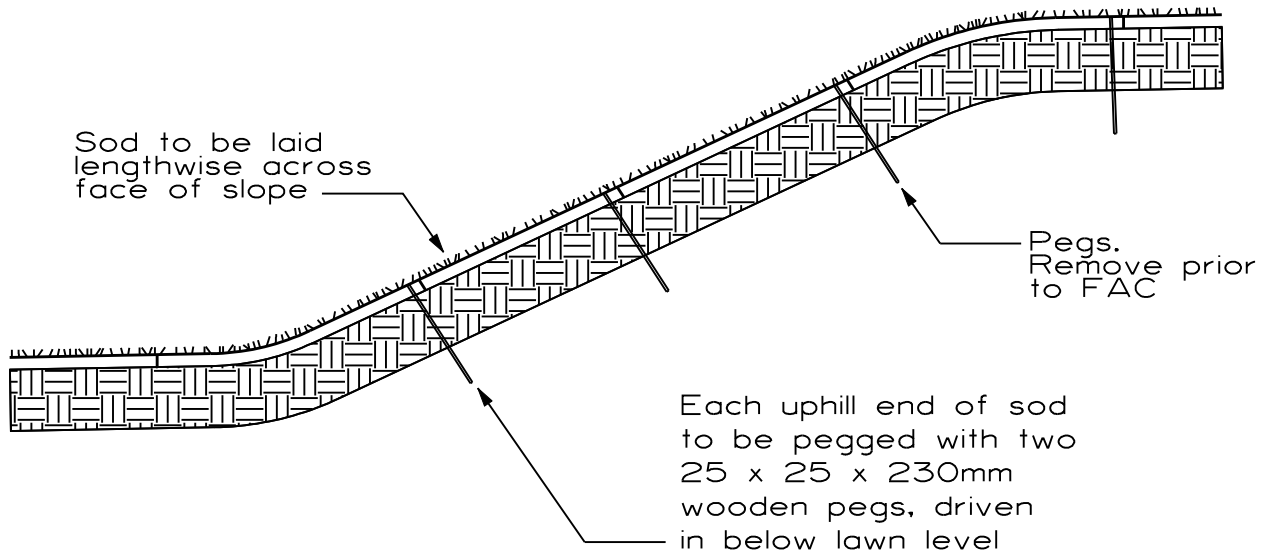 Sod to be laid
lengthwise across
face of slope
Pegs.
Remove prior
to FAC
Each uphill end of sod
to be pegged with two
25 x 25 x 230mm
wooden pegs, driven
in below lawn level